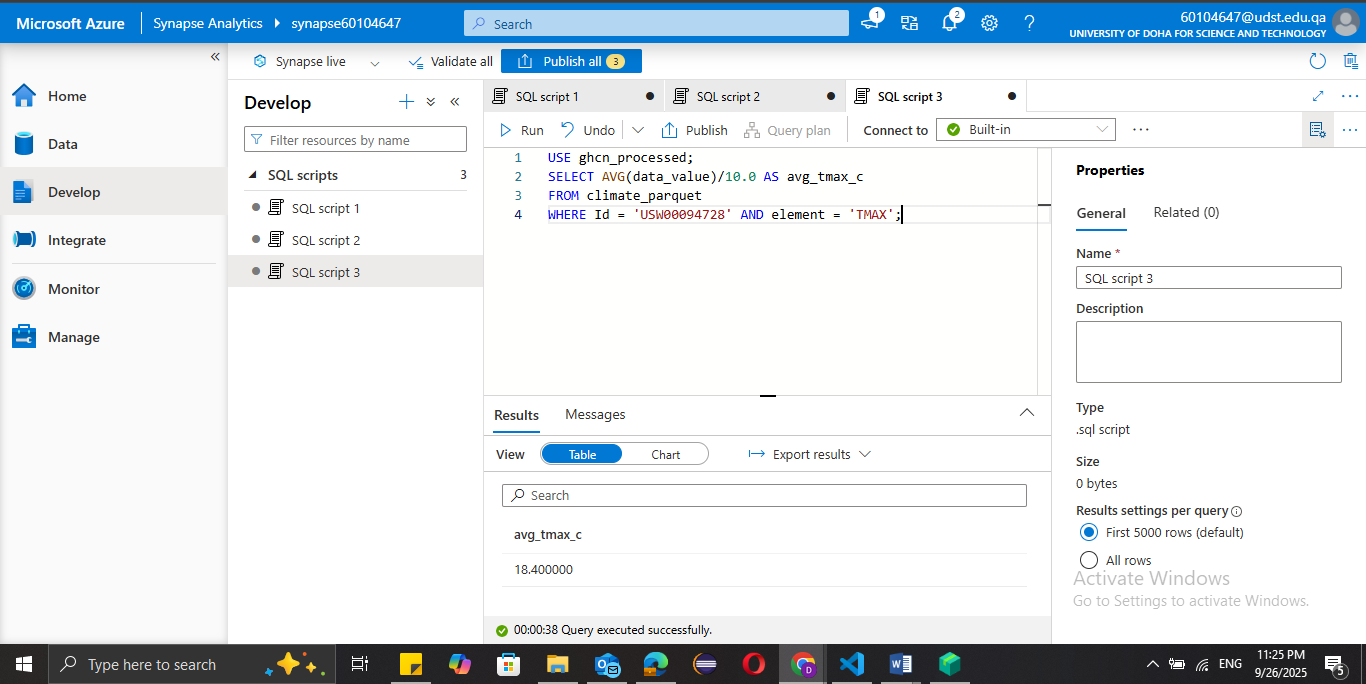 Microsoft Azure
Synapse Analytics
synapse60104647
Search
1
2
60104647@udst.edu.qa
UNIVERSITY OF DOHA FOR SCIENCE AND TECHNOLOGY
Home
Data
Develop
Integrate
Monitor
Manage
Synapse live
Validate all
Publish all 3
Develop
Filter resources by name
SQL scripts 3
SQL script 1
SQL script 2
SQL script 3
SQL script 1
SQL script 2
SQL script 3
Run
Undo
Publish
Query plan
Connect to
Built-in
1 USE ghcn_processed;
2 SELECT AVG(data_value)/10.0 AS avg_tmax_c
3 FROM climate_parquet
4 WHERE Id = 'USW00094728' AND element = 'TMAX';
Results
Messages
View
Table
Chart
Export results
Search
avg_tmax_c
18.400000
00:00:38 Query executed successfully.
Properties
General
Related (0)
Name *
SQL script 3
Description
Type
.sql script
Size
0 bytes
Results settings per query
First 5000 rows (default)
All rows
Activate Windows
Go to Settings to activate Windows.
Type here to search
D
ENG
11:25 PM
9/26/2025
5